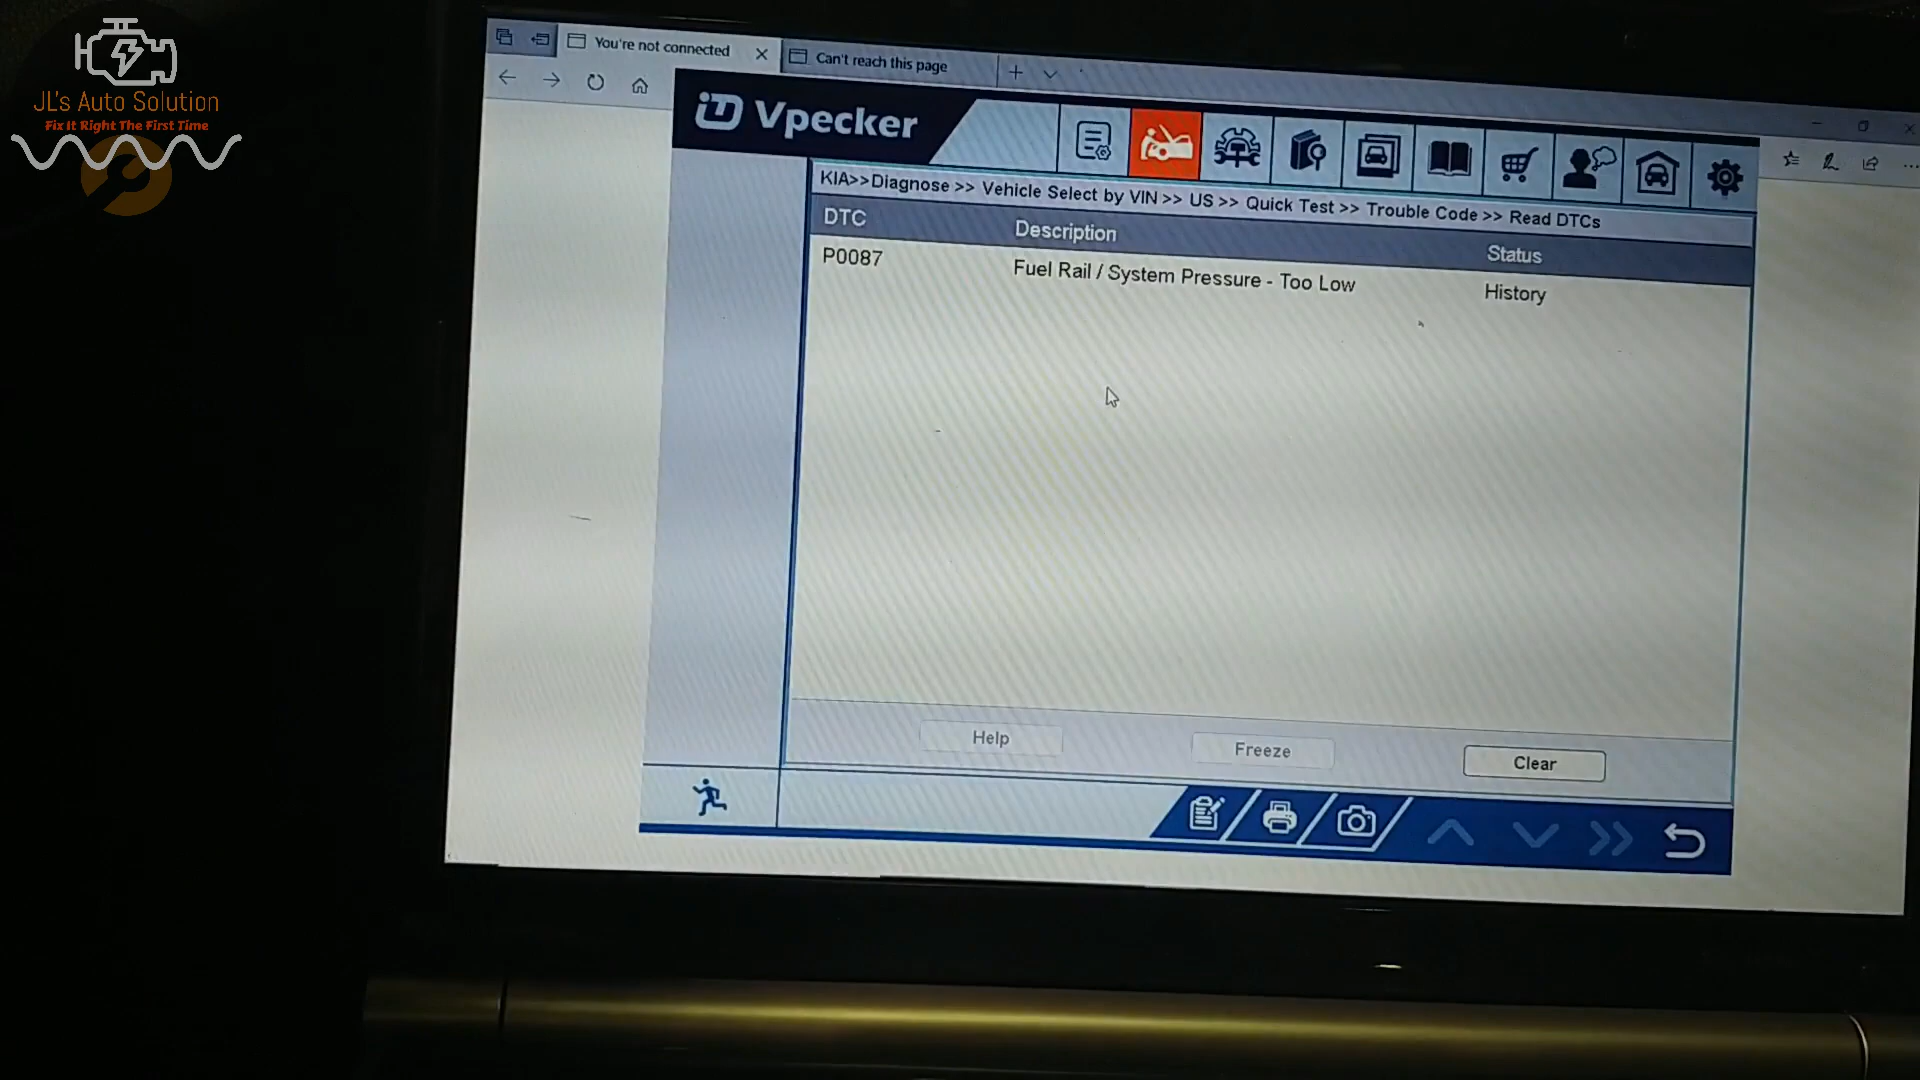 JL's Auto Solution
Fix It Right The First Time
You're not connected
Can't reach this page
Vpecker
KIA>>Diagnose >> Vehicle Select by VIN >> US >> Quick Test >> Trouble Code >> Read DTCs
DTC Description Status
P0087 Fuel Rail / System Pressure - Too Low History
Help Freeze Clear